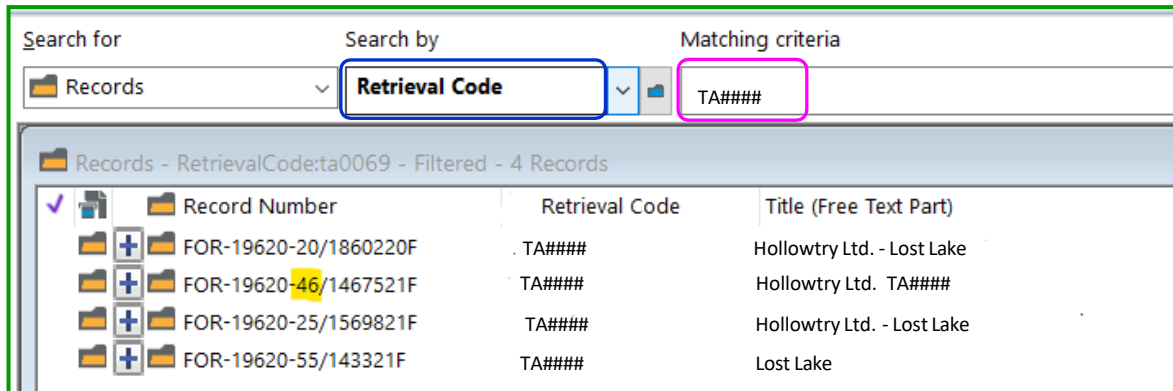 Search for Search by Matching criteria
Records Retrieval Code TA####
Records - RetrievalCode:ta0069 - Filtered - 4 Records
Record Number Retrieval Code Title (Free Text Part)
FOR-19620-20/1860220F TA#### Hollowtry Ltd. - Lost Lake
FOR-19620-46/1467521F TA#### Hollowtry Ltd. TA####
FOR-19620-25/1569821F TA#### Hollowtry Ltd. - Lost Lake
FOR-19620-55/143321F TA#### Lost Lake